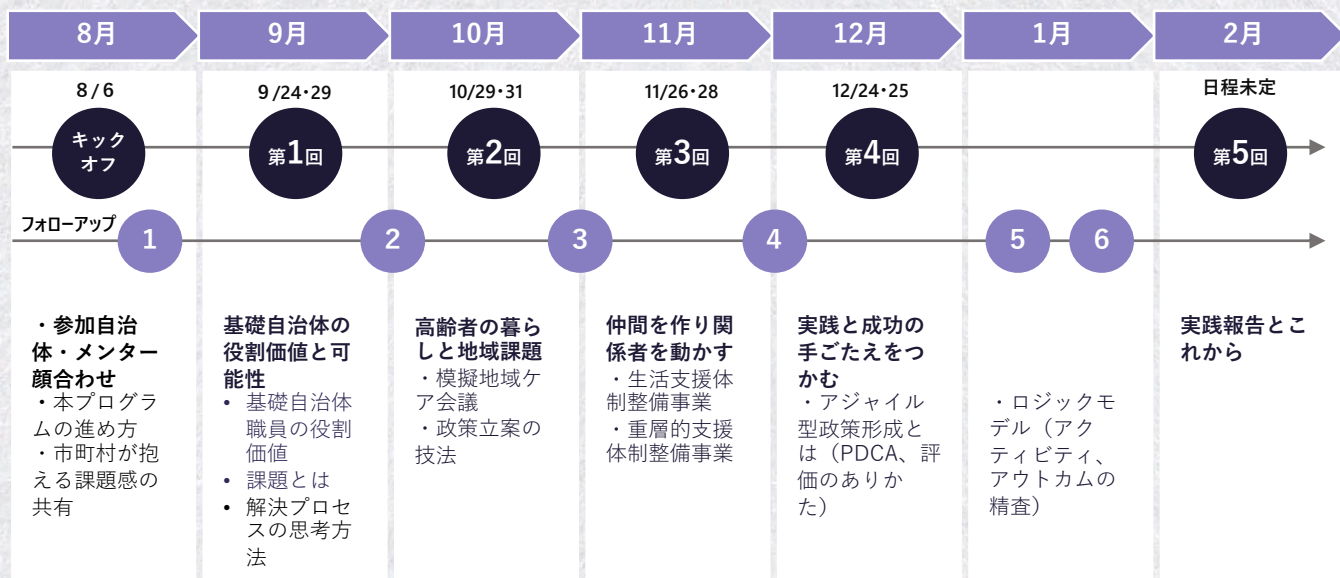 8月
9月
10月
11月
12月
1月
2月
8/6
9/24・29
10/29・31
11/26・28
12/24・25
日程未定
キック
オフ
第1回
第2回
第3回
第4回
第5回
フォローアップ
1
2
3
4
5
6
・参加自治
体・メンター
顔合わせ
・本プログラ
ムの進め方
・市町村が抱
える課題感の
共有
基礎自治体の
役割価値と可
能性
• 基礎自治体
職員の役割
価値
• 課題とは
• 解決プロセ
スの思考方
法
高齢者の暮ら
しと地域課題
・模擬地域ケ
ア会議
・政策立案の
技法
仲間を作り関
係者を動かす
・生活支援体
制整備事業
・重層的支援
体制整備事業
実践と成功の
手ごたえをつ
かむ
・アジャイル
型政策形成と
は（PDCA、評
価のありか
た）
・ロジックモ
デル（アク
ティビティ、
アウトカムの
精査）
実践報告とこ
れから